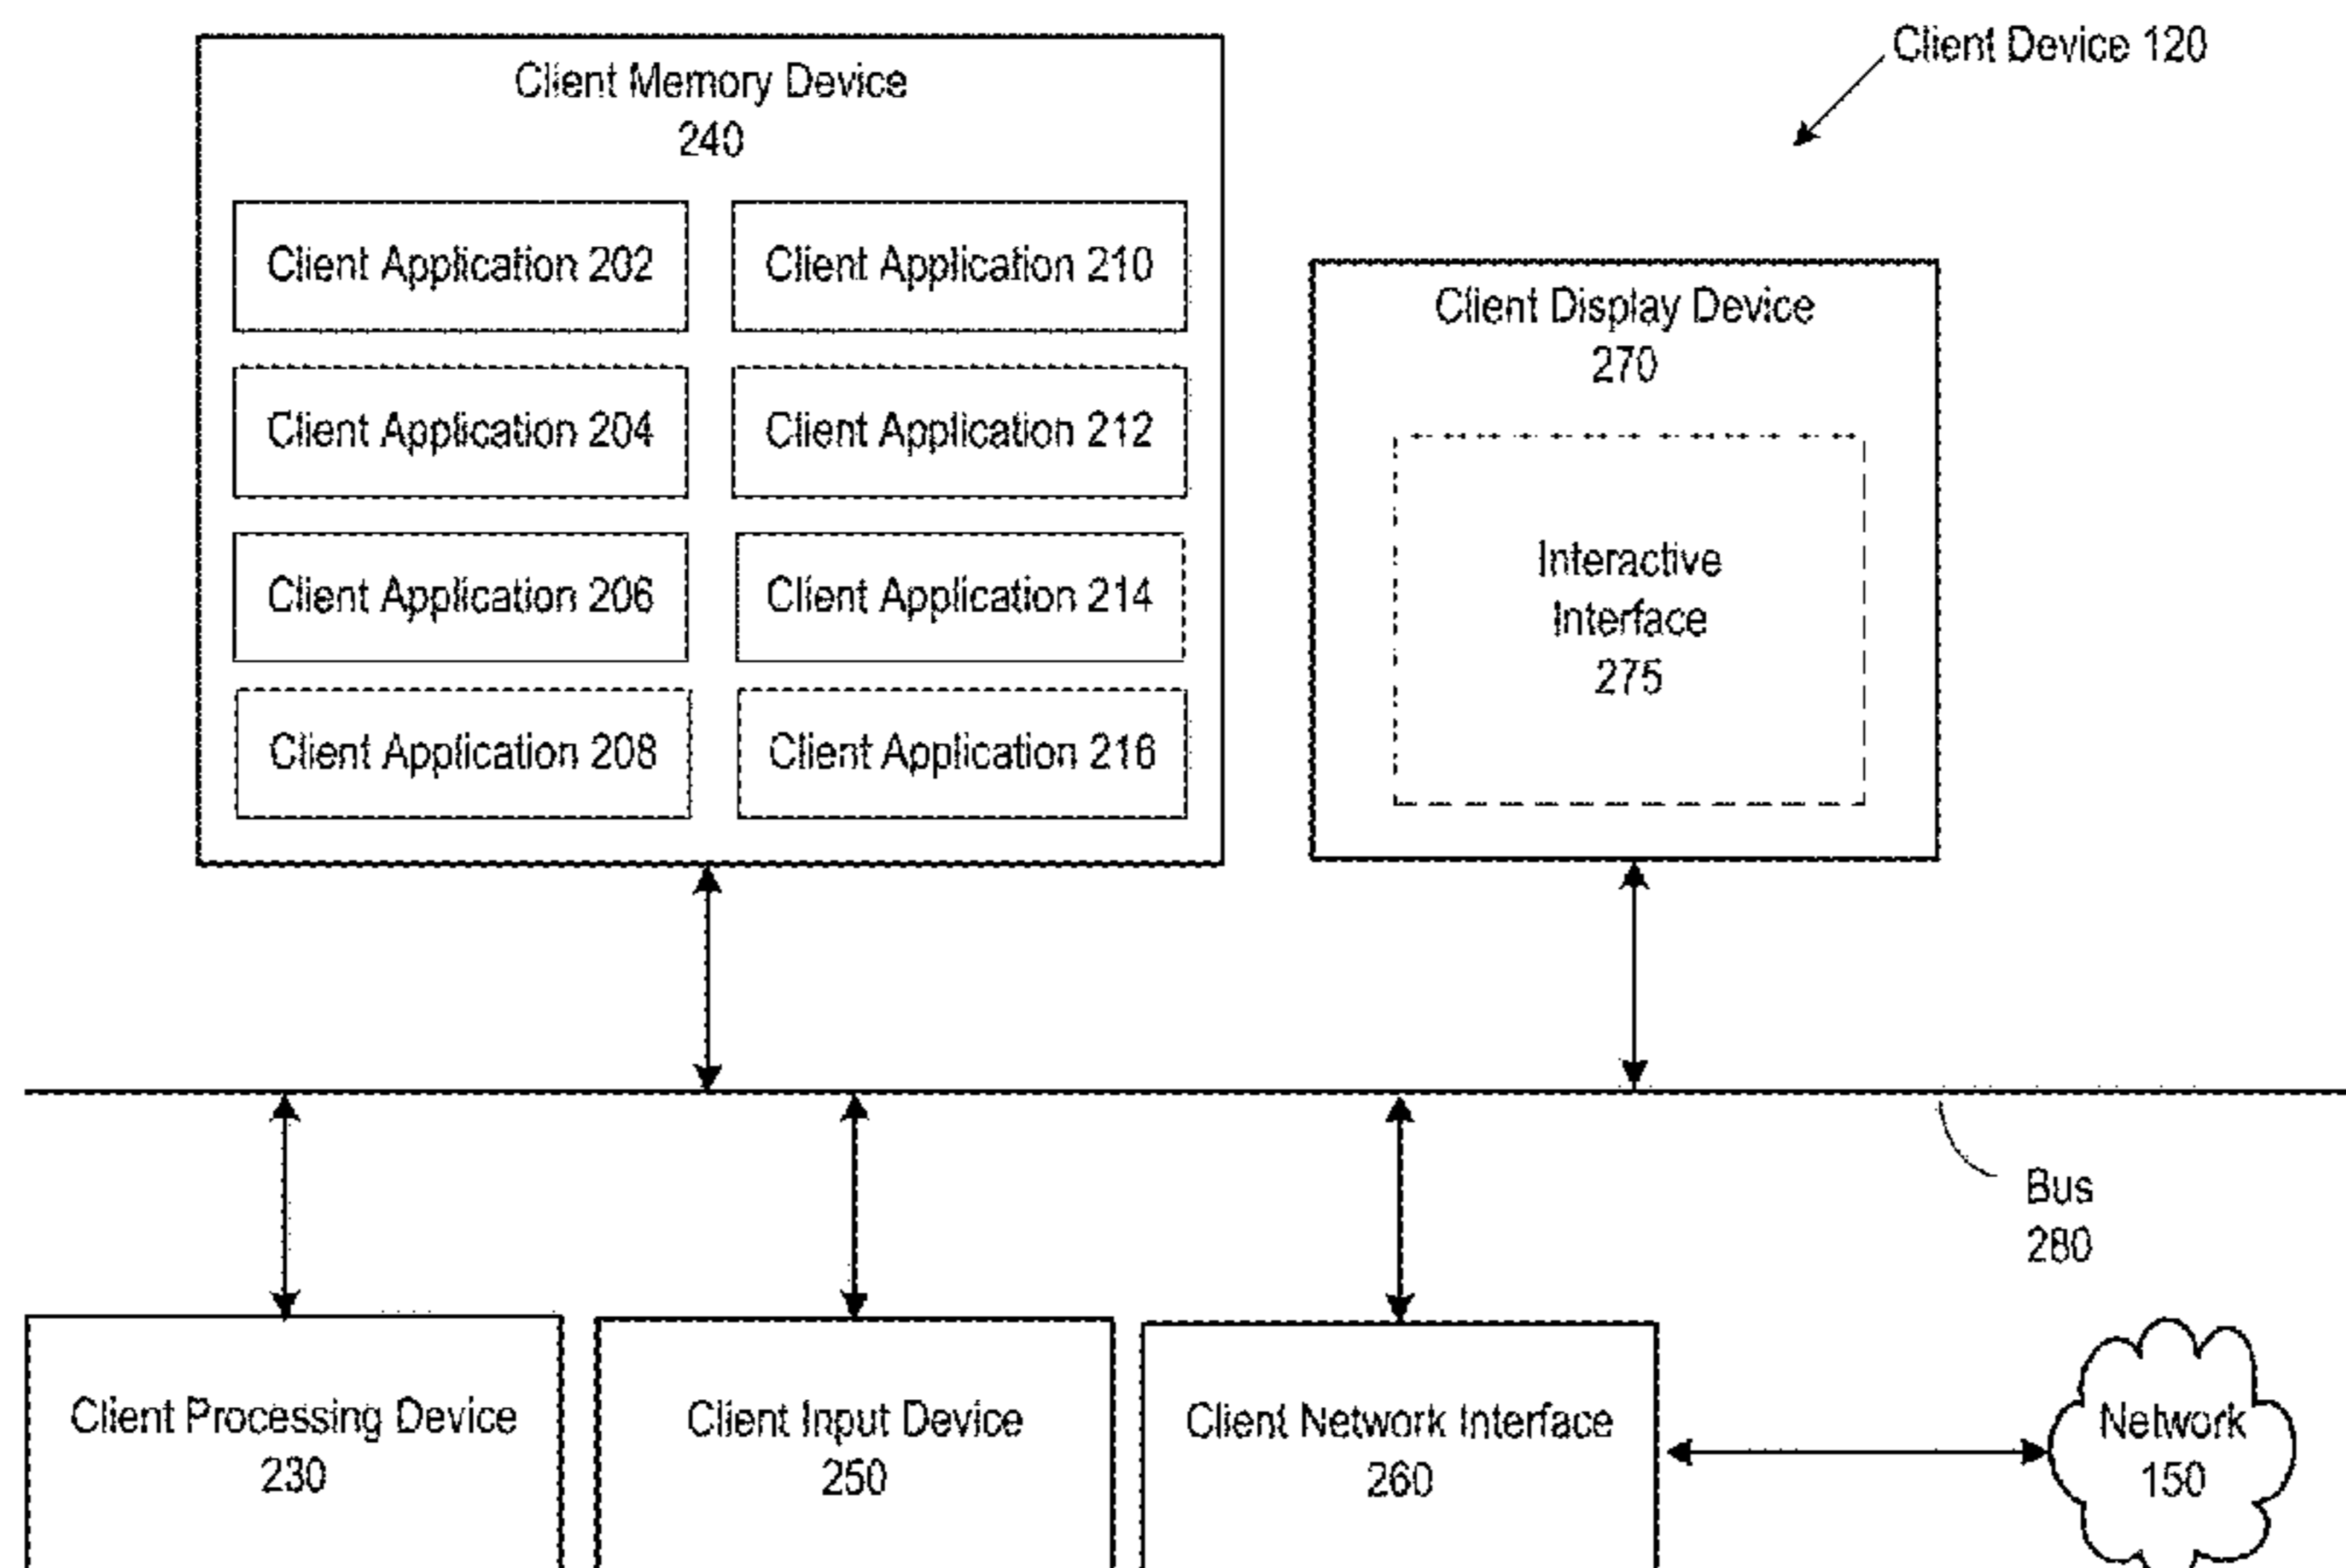 Client Device 120
Client Memory Device
240
Client Application 202
Client Application 210
Client Application 204
Client Application 212
Client Application 206
Client Application 214
Client Application 208
Client Application 216
Client Display Device
270
Interactive
Interface
275
Bus
280
Client Processing Device
230
Client Input Device
250
Client Network Interface
260
Network
150